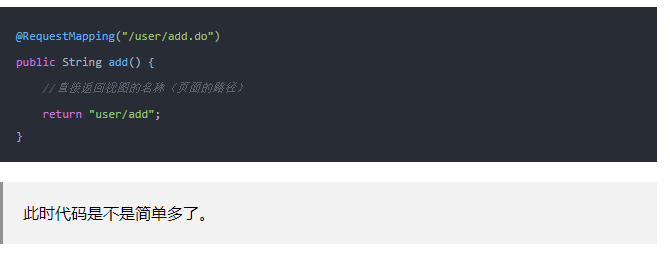 @RequestMapping("/user/add.do")
public String add() {
//直接返回视图的名称（页面的路径）
return "user/add";
}
此时代码是不是简单多了。